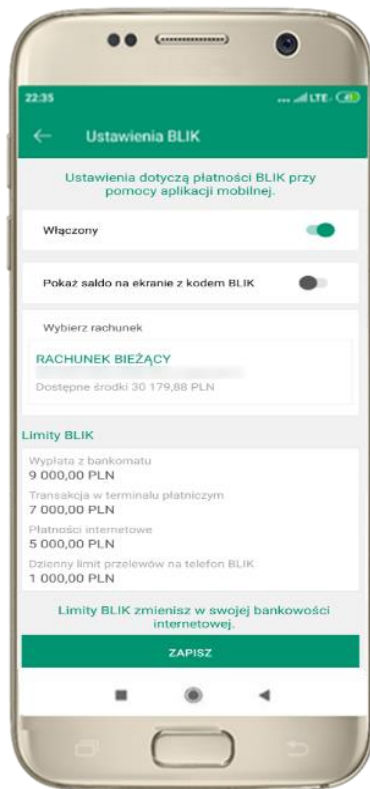 22:35
... LTE
Ustawienia BLIK
Ustawienia dotyczą płatności BLIK przy
pomocy aplikacji mobilnej.
Włączony
Pokaż saldo na ekranie z kodem BLIK
Wybierz rachunek
RACHUNEK BIEŻĄCY
Dostępne środki 30 179,88 PLN
Limity BLIK
Wypłata z bankomatu
9 000,00 PLN
Transakcja w terminalu płatniczym
7 000,00 PLN
Płatności internetowe
5 000,00 PLN
Dzienny limit przelewów na telefon BLIK
1 000,00 PLN
Limity BLIK zmienisz w swojej bankowości
internetowej.
ZAPISZ